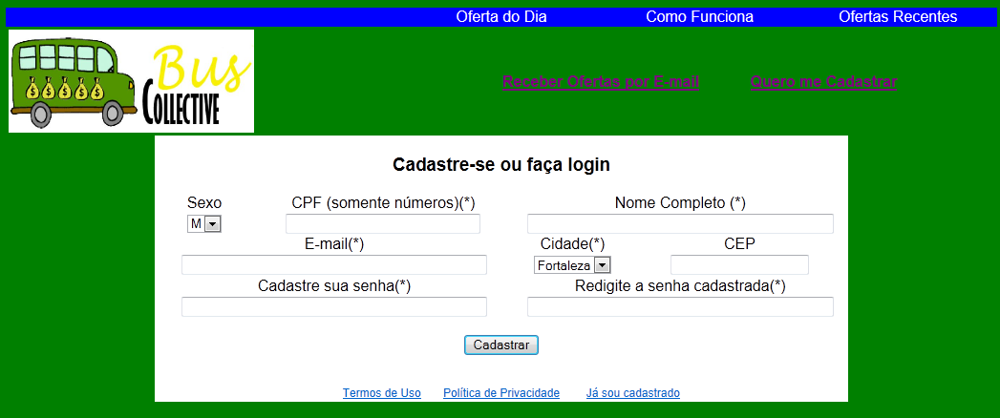 Oferta do Dia Como Funciona Ofertas Recentes
Bus
COLLECTIVE
$ $ $ $ $
Receber Ofertas por E-mail Quero me Cadastrar
Cadastre-se ou faça login
Sexo CPF (somente números)(*) Nome Completo (*)
M
E-mail(*) Cidade(*) CEP
Fortaleza
Cadastre sua senha(*) Redigite a senha cadastrada(*)
Cadastrar
Termos de Uso Política de Privacidade Já sou cadastrado